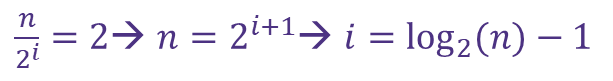 n/2^i = 2 → n = 2^{i+1} → i = log₂(n) − 1